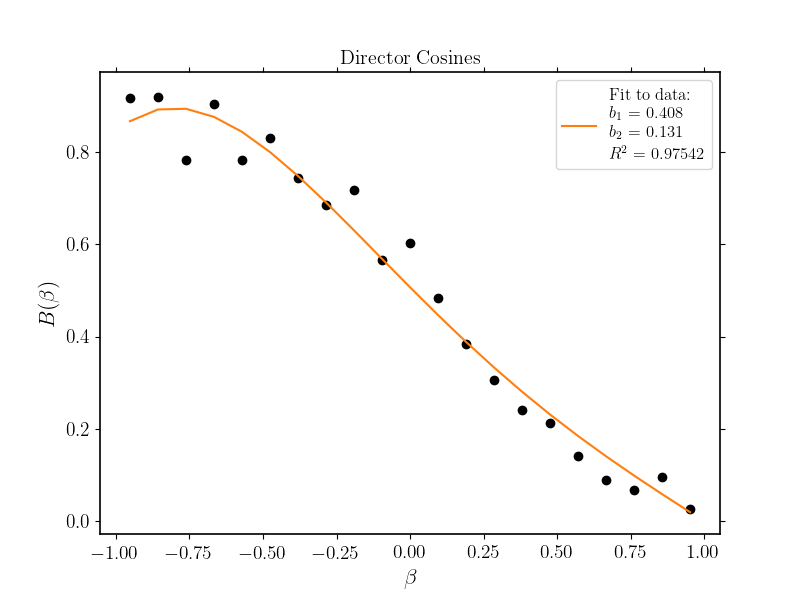 Director Cosines
Fit to data:
b₁ = 0.408
b₂ = 0.131
R² = 0.97542
0.8
0.6
0.4
0.2
0.0
B(β)
−1.00 −0.75 −0.50 −0.25 0.00 0.25 0.50 0.75 1.00
β